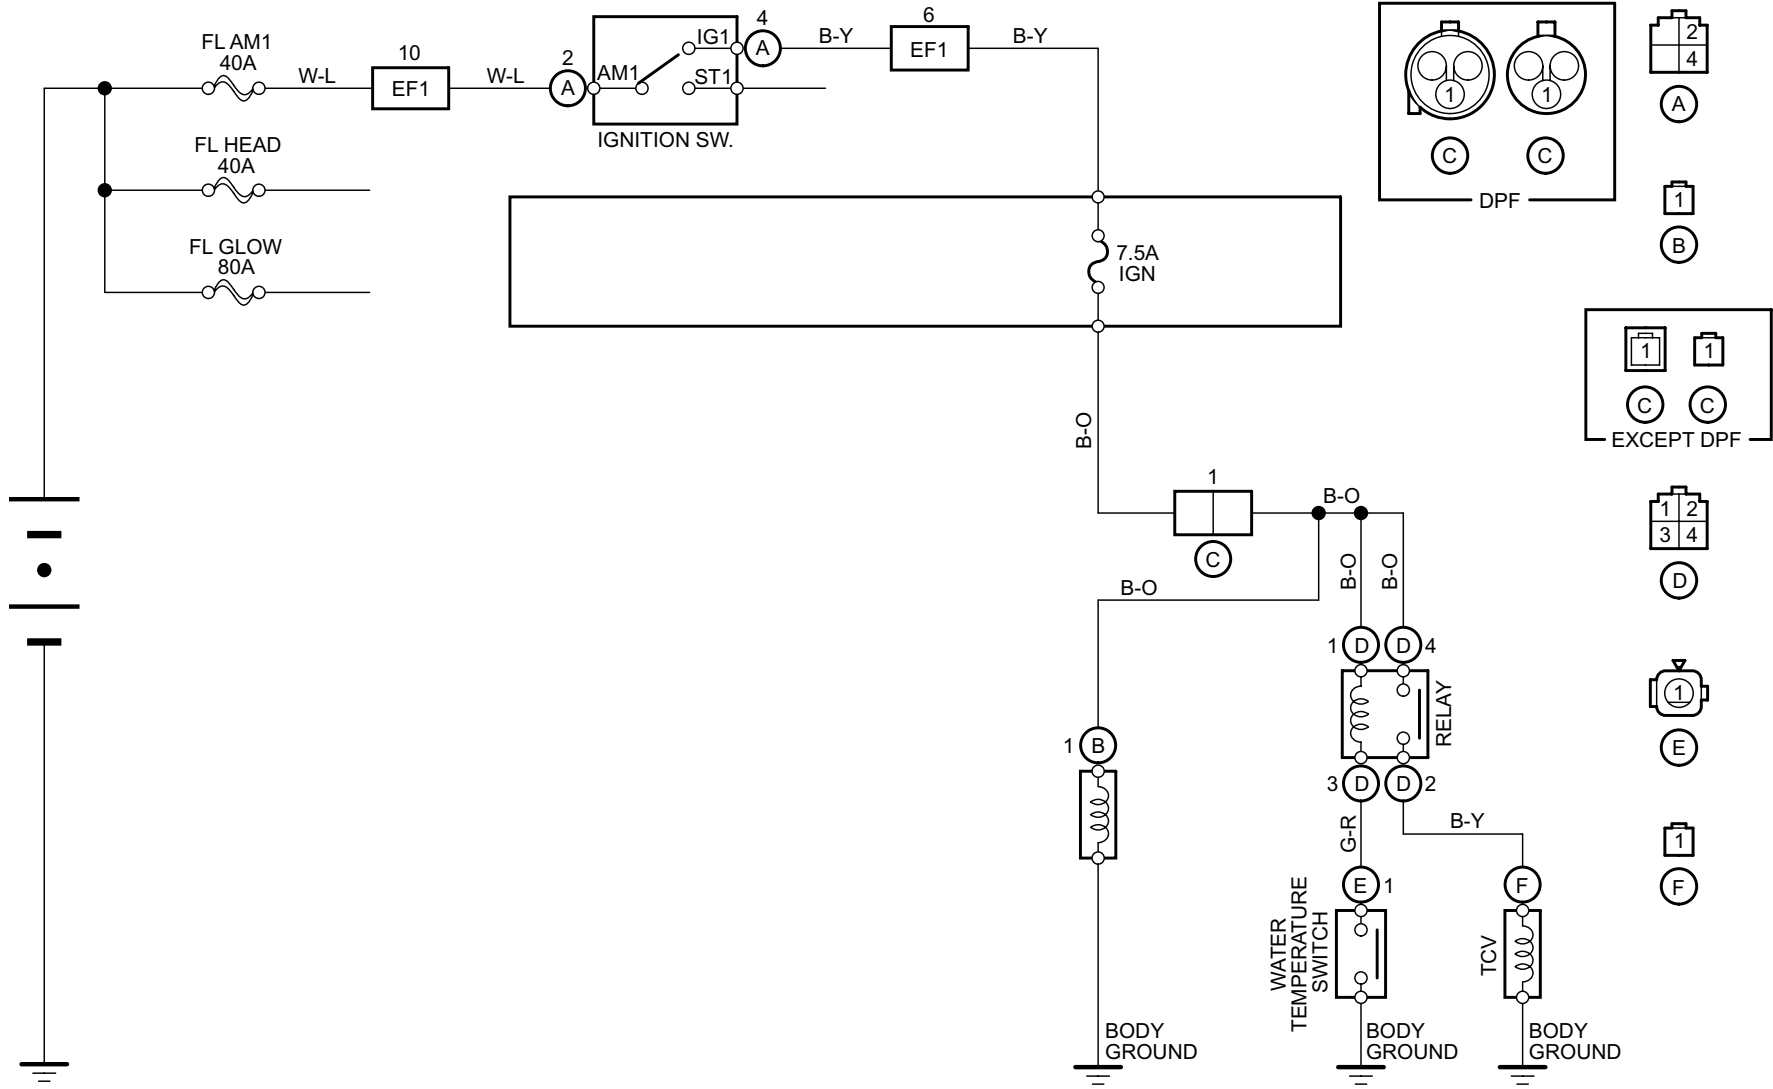 FL AM1
40A
W-L
10
EF1
W-L
2
A
AM1
IG1
ST1
IGNITION SW.
4
A
B-Y
6
EF1
B-Y
FL HEAD
40A
FL GLOW
80A
7.5A
IGN
B-O
1
C
B-O
B-O
B-O
B-O
1
B
1
D
D
4
RELAY
3
D
D
2
G-R
B-Y
E
1
F
WATER
TEMPERATURE
SWITCH
TCV
BODY
GROUND
BODY
GROUND
BODY
GROUND
1
1
C
C
DPF
2
4
A
1
B
1
1
C
C
EXCEPT DPF
1 2
3 4
D
1
E
1
F